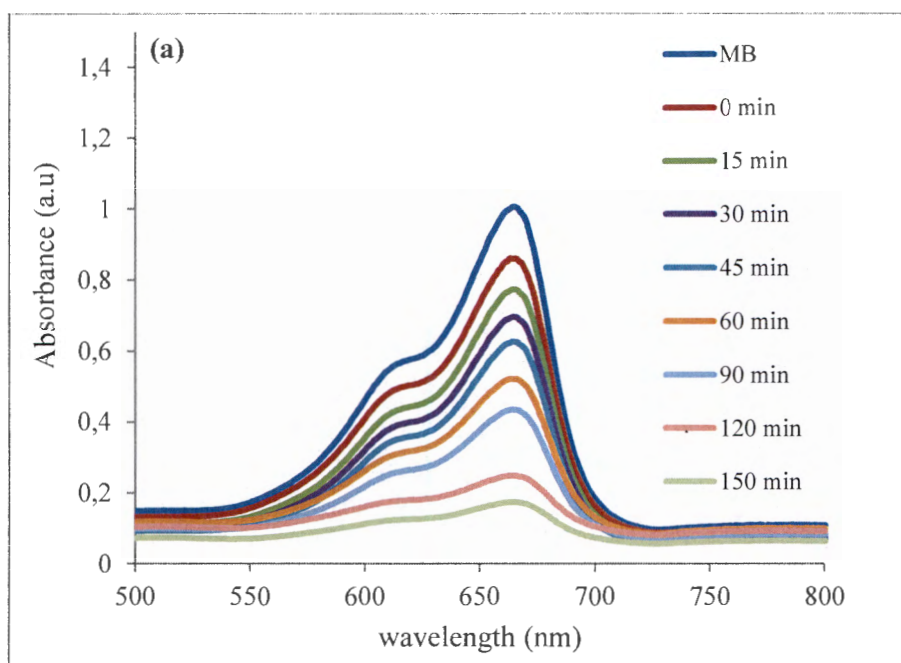 (a)
1,4
1,2
1
0,8
0,6
0,4
0,2
0
Absorbance (a.u)
500 550 600 650 700 750 800
wavelength (nm)
MB
0 min
15 min
30 min
45 min
60 min
90 min
120 min
150 min